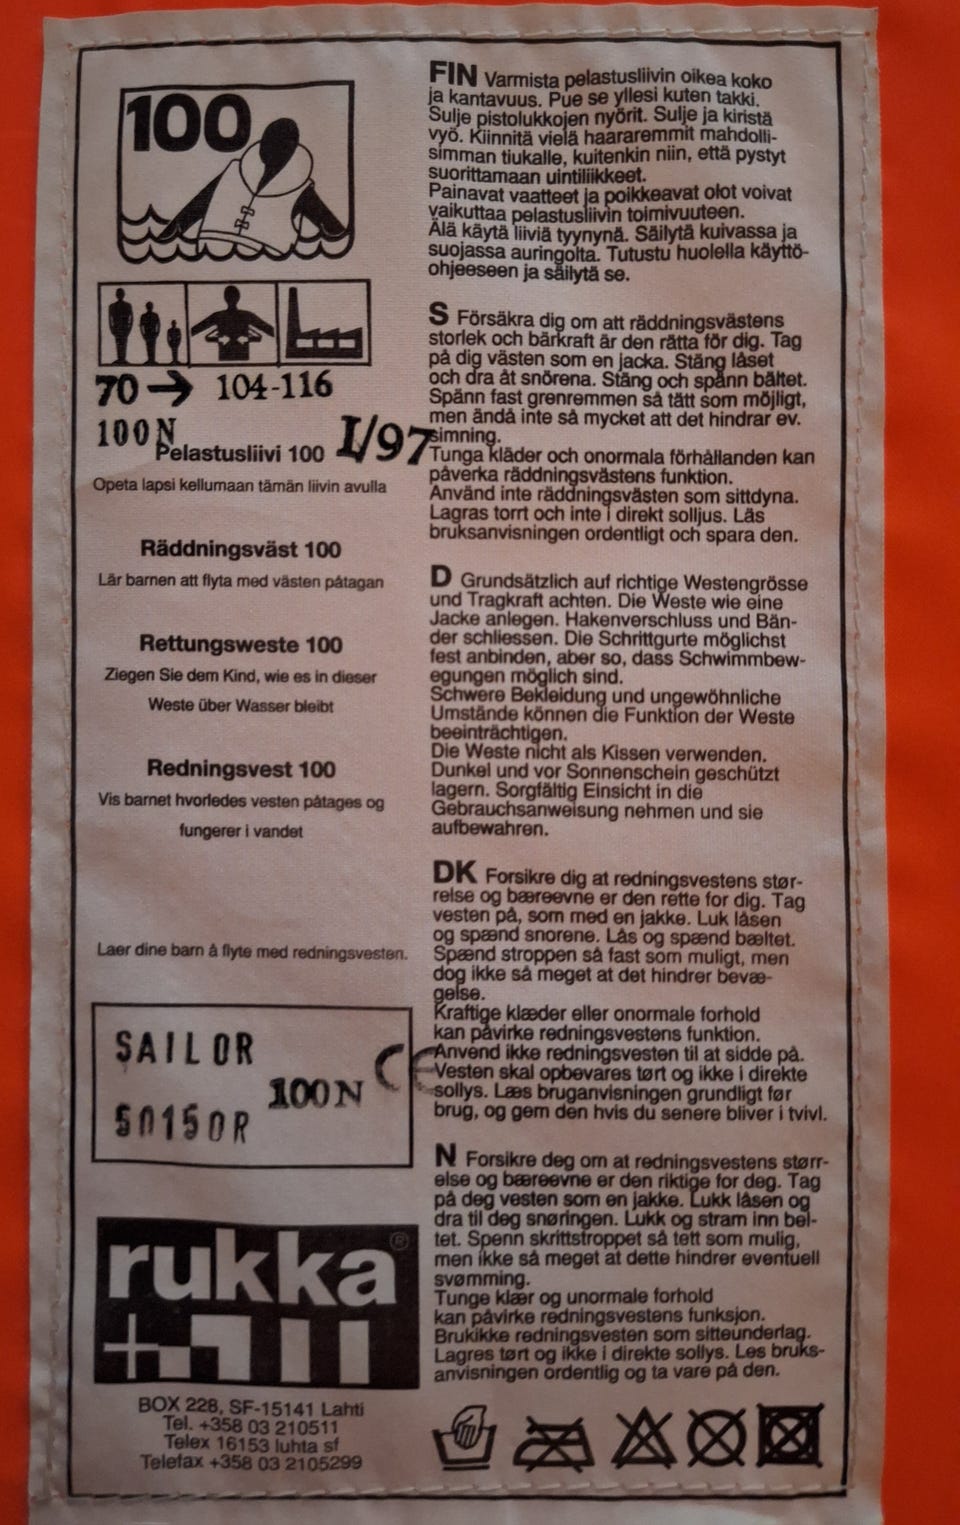 100
70 → 104-116
100N
Pelastusliivi 100
I/97
Opeta lapsi kellumaan tämän liivin avulla
Räddningsväst 100
Lär barnen att flyta med västen påtagan
Rettungsweste 100
Ziegen Sie dem Kind, wie es in dieser
Weste über Wasser bleibt
Redningsvest 100
Vis barnet hvorledes vesten påtages og
fungerer i vandet
Laer dine barn å flyte med redningsvesten.
SAILOR
100N
CE
50150R
rukka®
BOX 228, SF-15141 Lahti
Tel. +358 03 210511
Telex 16153 luhta sf
Telefax +358 03 2105299
FIN Varmista pelastusliivin oikea koko
ja kantavuus. Pue se yllesi kuten takki.
Sulje pistolukkojen nyörit. Sulje ja kiristä
vyö. Kiinnitä vielä haararemmit mahdolli-
simman tiukalle, kuitenkin niin, että pystyt
suorittamaan uintiliikkeet.
Painavat vaatteet ja poikkeavat olot voivat
vaikuttaa pelastusliivin toimivuuteen.
Älä käytä liiviä tyynynä. Säilytä kuivassa ja
suojassa auringolta. Tutustu huolella käyttö-
ohjeeseen ja säilytä se.
S Försäkra dig om att räddningsvästens
storlek och bärkraft är den rätta för dig. Tag
på dig västen som en jacka. Stäng låset
och dra åt snörena. Stäng och spänn bältet.
Spänn fast grenremmen så tätt som möjligt,
men ändå inte så mycket att det hindrar ev.
simning.
Tunga kläder och onormala förhållanden kan
påverka räddningsvästens funktion.
Använd inte räddningsvästen som sittdyna.
Lagras torrt och inte i direkt solljus. Läs
bruksanvisningen ordentligt och spara den.
D Grundsätzlich auf richtige Westengrösse
und Tragkraft achten. Die Weste wie eine
Jacke anlegen. Hakenverschluss und Bän-
der schliessen. Die Schrittgurte möglichst
fest anbinden, aber so, dass Schwimmbew-
egungen möglich sind.
Schwere Bekleidung und ungewöhnliche
Umstände können die Funktion der Weste
beeinträchtigen.
Die Weste nicht als Kissen verwenden.
Dunkel und vor Sonnenschein geschützt
lagern. Sorgfältig Einsicht in die
Gebrauchsanweisung nehmen und sie
aufbewahren.
DK Forsikre dig at redningsvestens stør-
relse og bæreevne er den rette for dig. Tag
vesten på, som med en jakke. Luk låsen
og spænd snorene. Lås og spænd bæltet.
Spænd stroppen så fast som muligt, men
dog ikke så meget at det hindrer bevæ-
gelse.
Kraftige klæder eller onormale forhold
kan påvirke redningsvestens funktion.
Anvend ikke redningsvesten til at sidde på.
Vesten skal opbevares tørt og ikke i direkte
sollys. Læs bruganvisningen grundligt før
brug, og gem den hvis du senere bliver i tvivl.
N Forsikre deg om at redningsvestens størr-
else og bæreevne er den riktige for deg. Tag
på deg vesten som en jakke. Lukk låsen og
dra til deg snøringen. Lukk og stram inn bel-
tet. Spenn skrittstroppet så tett som mulig,
men ikke så meget at dette hindrer eventuell
svømming.
Tunge klær og unormale forhold
kan påvirke redningsvestens funksjon.
Brukikke redningsvesten som sitteunderlag.
Lagres tørt og ikke i direkte sollys. Les bruks-
anvisningen ordentlig og ta vare på den.